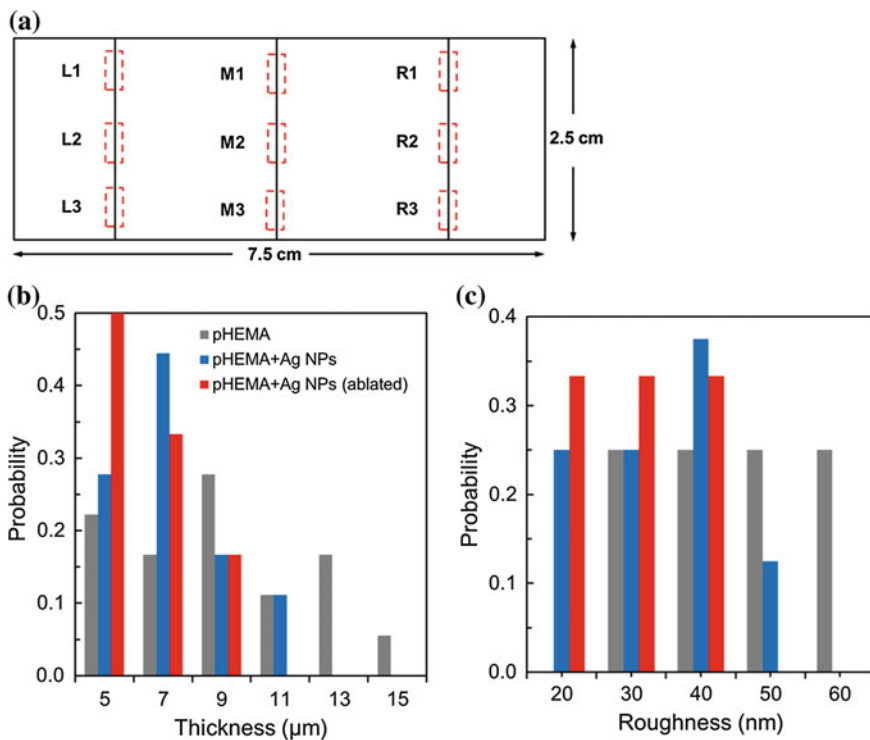 (a)
L1 M1 R1
L2 M2 R2
L3 M3 R3
2.5 cm
7.5 cm
(b)
0.5
0.4
0.3
0.2
0.1
0.0
Probability
pHEMA
pHEMA+Ag NPs
pHEMA+Ag NPs (ablated)
5 7 9 11 13 15
Thickness (µm)
(c)
0.4
0.3
0.2
0.1
0.0
Probability
20 30 40 50 60
Roughness (nm)